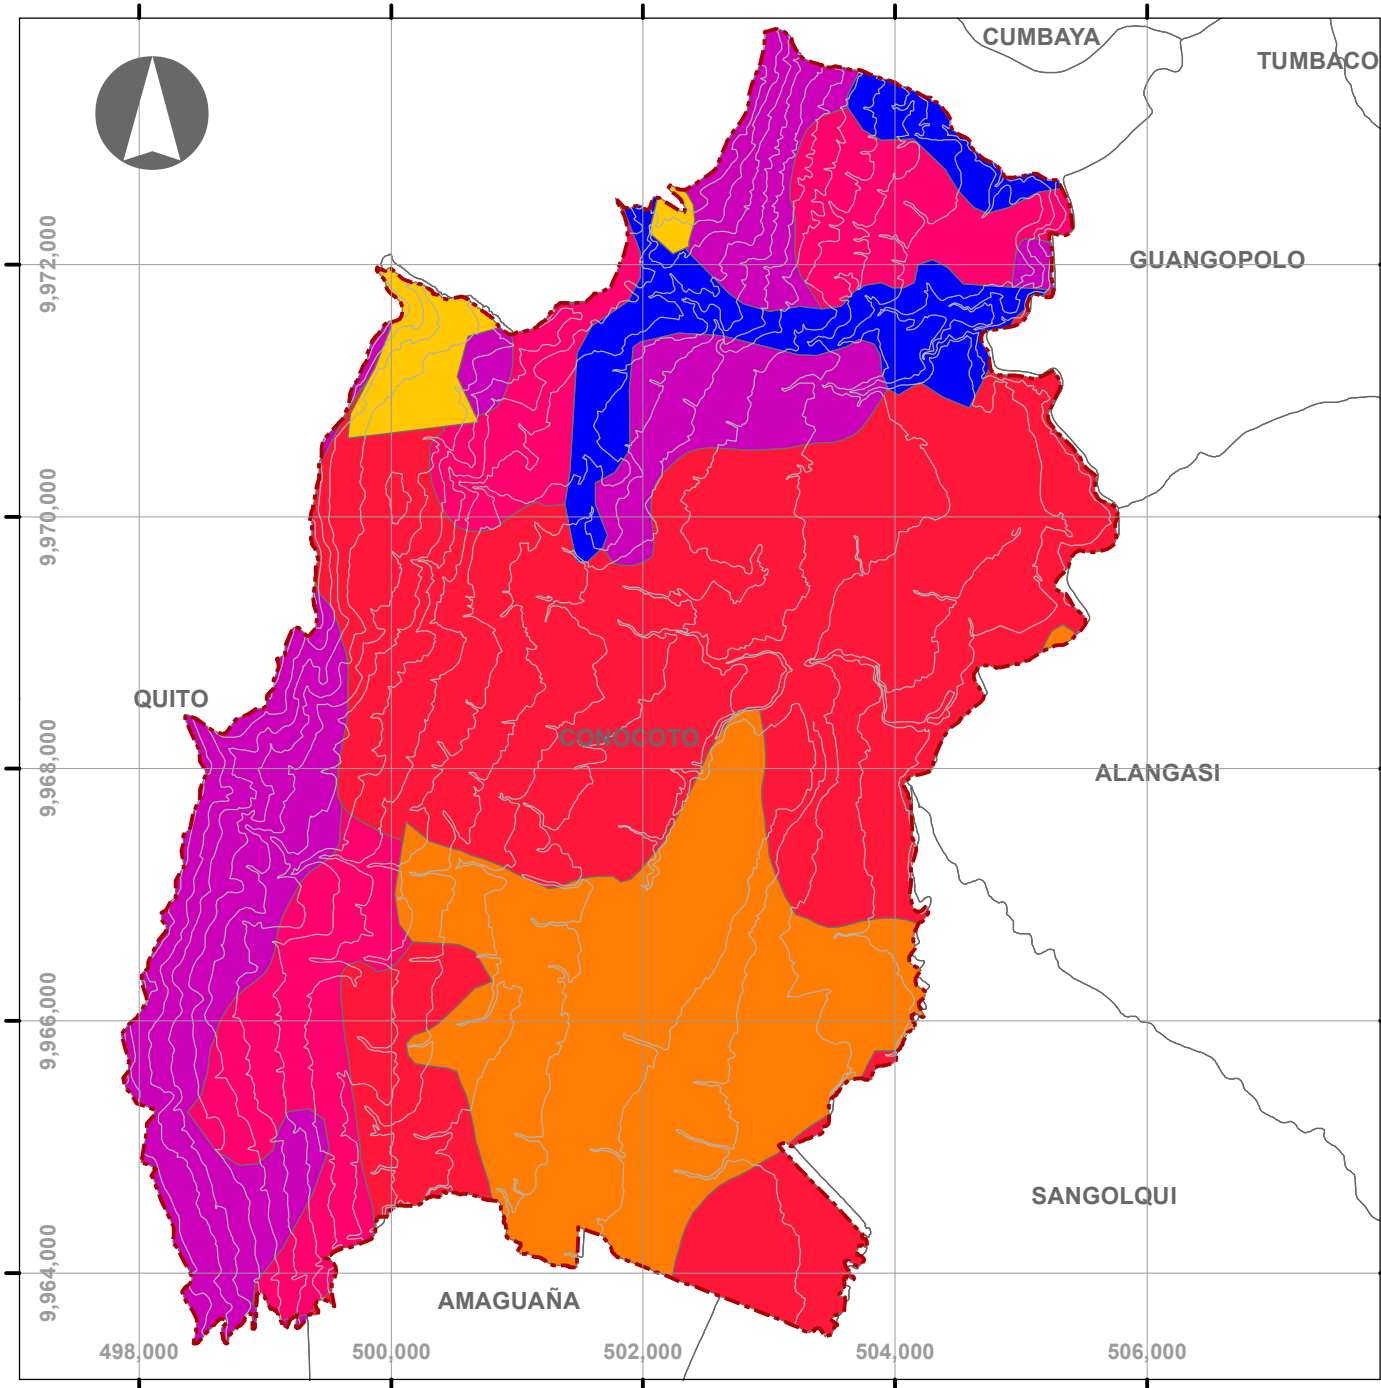 CUMBAYA
TUMBACO
9,972,000
GUANGOPOLO
9,970,000
QUITO
CONOCOTO
9,968,000
ALANGASI
9,966,000
SANGOLQUI
9,964,000
AMAGUAÑA
498,000
500,000
502,000
504,000
506,000